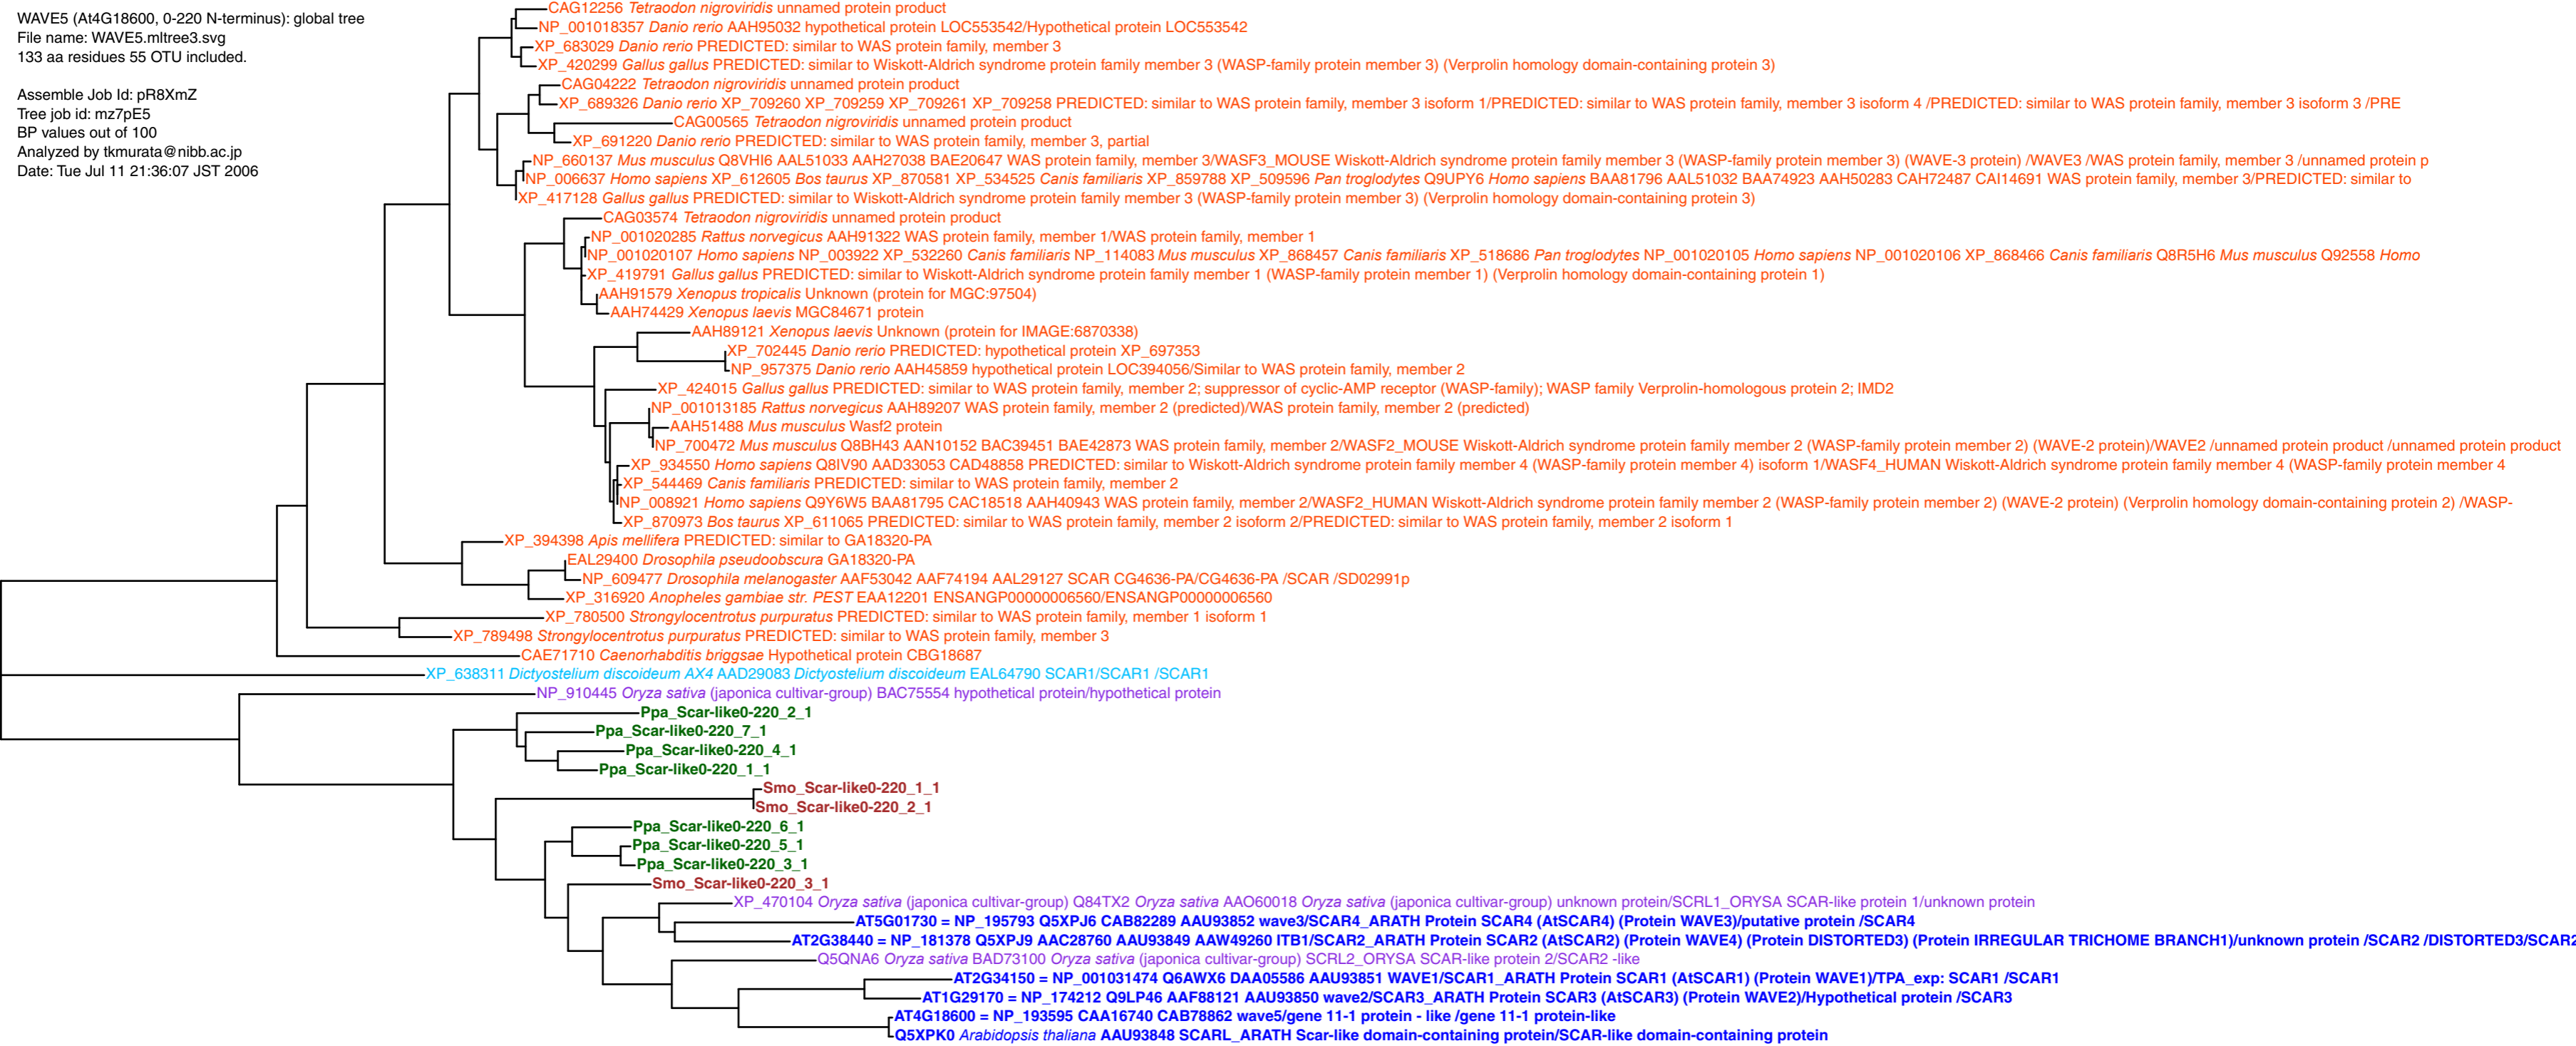 WAVE5 (At4G18600, 0-220 N-terminus): global tree
File name: WAVE5.mltree3.svg
133 aa residues 55 OTU included.
Assemble Job Id: pR8XmZ
Tree job id: mz7pE5
BP values out of 100
Analyzed by tkmurata@nibb.ac.jp
Date: Tue Jul 11 21:36:07 JST 2006
CAG12256 Tetraodon nigroviridis unnamed protein product
NP_001018357 Danio rerio AAH95032 hypothetical protein LOC553542/Hypothetical protein LOC553542
XP_683029 Danio rerio PREDICTED: similar to WAS protein family, member 3
XP_420299 Gallus gallus PREDICTED: similar to Wiskott-Aldrich syndrome protein family member 3 (WASP-family protein member 3) (Verprolin homology domain-containing protein 3)
CAG04222 Tetraodon nigroviridis unnamed protein product
XP_689326 Danio rerio XP_709260 XP_709259 XP_709261 XP_709258 PREDICTED: similar to WAS protein family, member 3 isoform 1/PREDICTED: similar to WAS protein family, member 3 isoform 4 /PREDICTED: similar to WAS protein family, member 3 isoform 3 /PRE
CAG00565 Tetraodon nigroviridis unnamed protein product
XP_691220 Danio rerio PREDICTED: similar to WAS protein family, member 3, partial
NP_660137 Mus musculus Q8VHI6 AAL51033 AAH27038 BAE20647 WAS protein family, member 3/WASF3_MOUSE Wiskott-Aldrich syndrome protein family member 3 (WASP-family protein member 3) (WAVE-3 protein) /WAVE3 /WAS protein family, member 3 /unnamed protein p
NP_006637 Homo sapiens XP_612605 Bos taurus XP_870581 XP_534525 Canis familiaris XP_859788 XP_509596 Pan troglodytes Q9UPY6 Homo sapiens BAA81796 AAL51032 BAA74923 AAH50283 CAH72487 CAI14691 WAS protein family, member 3/PREDICTED: similar to
XP_417128 Gallus gallus PREDICTED: similar to Wiskott-Aldrich syndrome protein family member 3 (WASP-family protein member 3) (Verprolin homology domain-containing protein 3)
CAG03574 Tetraodon nigroviridis unnamed protein product
NP_001020285 Rattus norvegicus AAH91322 WAS protein family, member 1/WAS protein family, member 1
NP_001020107 Homo sapiens NP_003922 XP_532260 Canis familiaris NP_114083 Mus musculus XP_868457 Canis familiaris XP_518686 Pan troglodytes NP_001020105 Homo sapiens NP_001020106 XP_868466 Canis familiaris Q8R5H6 Mus musculus Q92558 Homo
XP_419791 Gallus gallus PREDICTED: similar to Wiskott-Aldrich syndrome protein family member 1 (WASP-family protein member 1) (Verprolin homology domain-containing protein 1)
AAH91579 Xenopus tropicalis Unknown (protein for MGC:97504)
AAH74429 Xenopus laevis MGC84671 protein
AAH89121 Xenopus laevis Unknown (protein for IMAGE:6870338)
XP_702445 Danio rerio PREDICTED: hypothetical protein XP_697353
NP_957375 Danio rerio AAH45859 hypothetical protein LOC394056/Similar to WAS protein family, member 2
XP_424015 Gallus gallus PREDICTED: similar to WAS protein family, member 2; suppressor of cyclic-AMP receptor (WASP-family); WASP family Verprolin-homologous protein 2; IMD2
NP_001013185 Rattus norvegicus AAH89207 WAS protein family, member 2 (predicted)/WAS protein family, member 2 (predicted)
AAH51488 Mus musculus Wasf2 protein
NP_700472 Mus musculus Q8BH43 AAN10152 BAC39451 BAE42873 WAS protein family, member 2/WASF2_MOUSE Wiskott-Aldrich syndrome protein family member 2 (WASP-family protein member 2) (WAVE-2 protein)/WAVE2 /unnamed protein product /unnamed protein product
XP_934550 Homo sapiens Q8IV90 AAD33053 CAD48858 PREDICTED: similar to Wiskott-Aldrich syndrome protein family member 4 (WASP-family protein member 4) isoform 1/WASF4_HUMAN Wiskott-Aldrich syndrome protein family member 4 (WASP-family protein member 4
XP_544469 Canis familiaris PREDICTED: similar to WAS protein family, member 2
NP_008921 Homo sapiens Q9Y6W5 BAA81795 CAC18518 AAH40943 WAS protein family, member 2/WASF2_HUMAN Wiskott-Aldrich syndrome protein family member 2 (WASP-family protein member 2) (WAVE-2 protein) (Verprolin homology domain-containing protein 2) /WASP-
XP_870973 Bos taurus XP_611065 PREDICTED: similar to WAS protein family, member 2 isoform 2/PREDICTED: similar to WAS protein family, member 2 isoform 1
XP_394398 Apis mellifera PREDICTED: similar to GA18320-PA
EAL29400 Drosophila pseudoobscura GA18320-PA
NP_609477 Drosophila melanogaster AAF53042 AAF74194 AAL29127 SCAR CG4636-PA/CG4636-PA /SCAR /SD02991p
XP_316920 Anopheles gambiae str. PEST EAA12201 ENSANGP00000006560/ENSANGP00000006560
XP_780500 Strongylocentrotus purpuratus PREDICTED: similar to WAS protein family, member 1 isoform 1
XP_789498 Strongylocentrotus purpuratus PREDICTED: similar to WAS protein family, member 3
CAE71710 Caenorhabditis briggsae Hypothetical protein CBG18687
XP_638311 Dictyostelium discoideum AX4 AAD29083 Dictyostelium discoideum EAL64790 SCAR1/SCAR1 /SCAR1
NP_910445 Oryza sativa (japonica cultivar-group) BAC75554 hypothetical protein/hypothetical protein
Ppa_Scar-like0-220_2_1
Ppa_Scar-like0-220_7_1
Ppa_Scar-like0-220_4_1
Ppa_Scar-like0-220_1_1
Smo_Scar-like0-220_1_1
Smo_Scar-like0-220_2_1
Ppa_Scar-like0-220_6_1
Ppa_Scar-like0-220_5_1
Ppa_Scar-like0-220_3_1
Smo_Scar-like0-220_3_1
XP_470104 Oryza sativa (japonica cultivar-group) Q84TX2 Oryza sativa AAO60018 Oryza sativa (japonica cultivar-group) unknown protein/SCRL1_ORYSA SCAR-like protein 1/unknown protein
AT5G01730 = NP_195793 Q5XPJ6 CAB82289 AAU93852 wave3/SCAR4_ARATH Protein SCAR4 (AtSCAR4) (Protein WAVE3)/putative protein /SCAR4
AT2G38440 = NP_181378 Q5XPJ9 AAC28760 AAU93849 AAW49260 ITB1/SCAR2_ARATH Protein SCAR2 (AtSCAR2) (Protein WAVE4) (Protein DISTORTED3) (Protein IRREGULAR TRICHOME BRANCH1)/unknown protein /SCAR2 /DISTORTED3/SCAR2
Q5QNA6 Oryza sativa BAD73100 Oryza sativa (japonica cultivar-group) SCRL2_ORYSA SCAR-like protein 2/SCAR2 -like
AT2G34150 = NP_001031474 Q6AWX6 DAA05586 AAU93851 WAVE1/SCAR1_ARATH Protein SCAR1 (AtSCAR1) (Protein WAVE1)/TPA_exp: SCAR1 /SCAR1
AT1G29170 = NP_174212 Q9LP46 AAF88121 AAU93850 wave2/SCAR3_ARATH Protein SCAR3 (AtSCAR3) (Protein WAVE2)/Hypothetical protein /SCAR3
AT4G18600 = NP_193595 CAA16740 CAB78862 wave5/gene 11-1 protein - like /gene 11-1 protein-like
Q5XPK0 Arabidopsis thaliana AAU93848 SCARL_ARATH Scar-like domain-containing protein/SCAR-like domain-containing protein